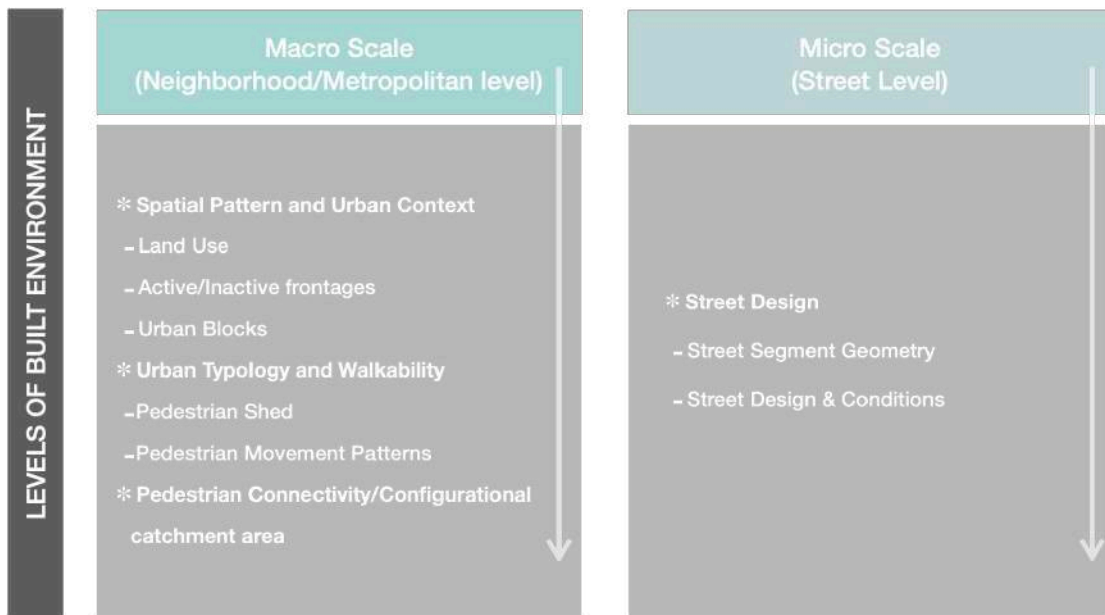 LEVELS OF BUILT ENVIRONMENT
Macro Scale
(Neighborhood/Metropolitan level)
* Spatial Pattern and Urban Context
- Land Use
- Active/Inactive frontages
- Urban Blocks
* Urban Typology and Walkability
- Pedestrian Shed
- Pedestrian Movement Patterns
* Pedestrian Connectivity/Configurational
catchment area
Micro Scale
(Street Level)
* Street Design
- Street Segment Geometry
- Street Design & Conditions